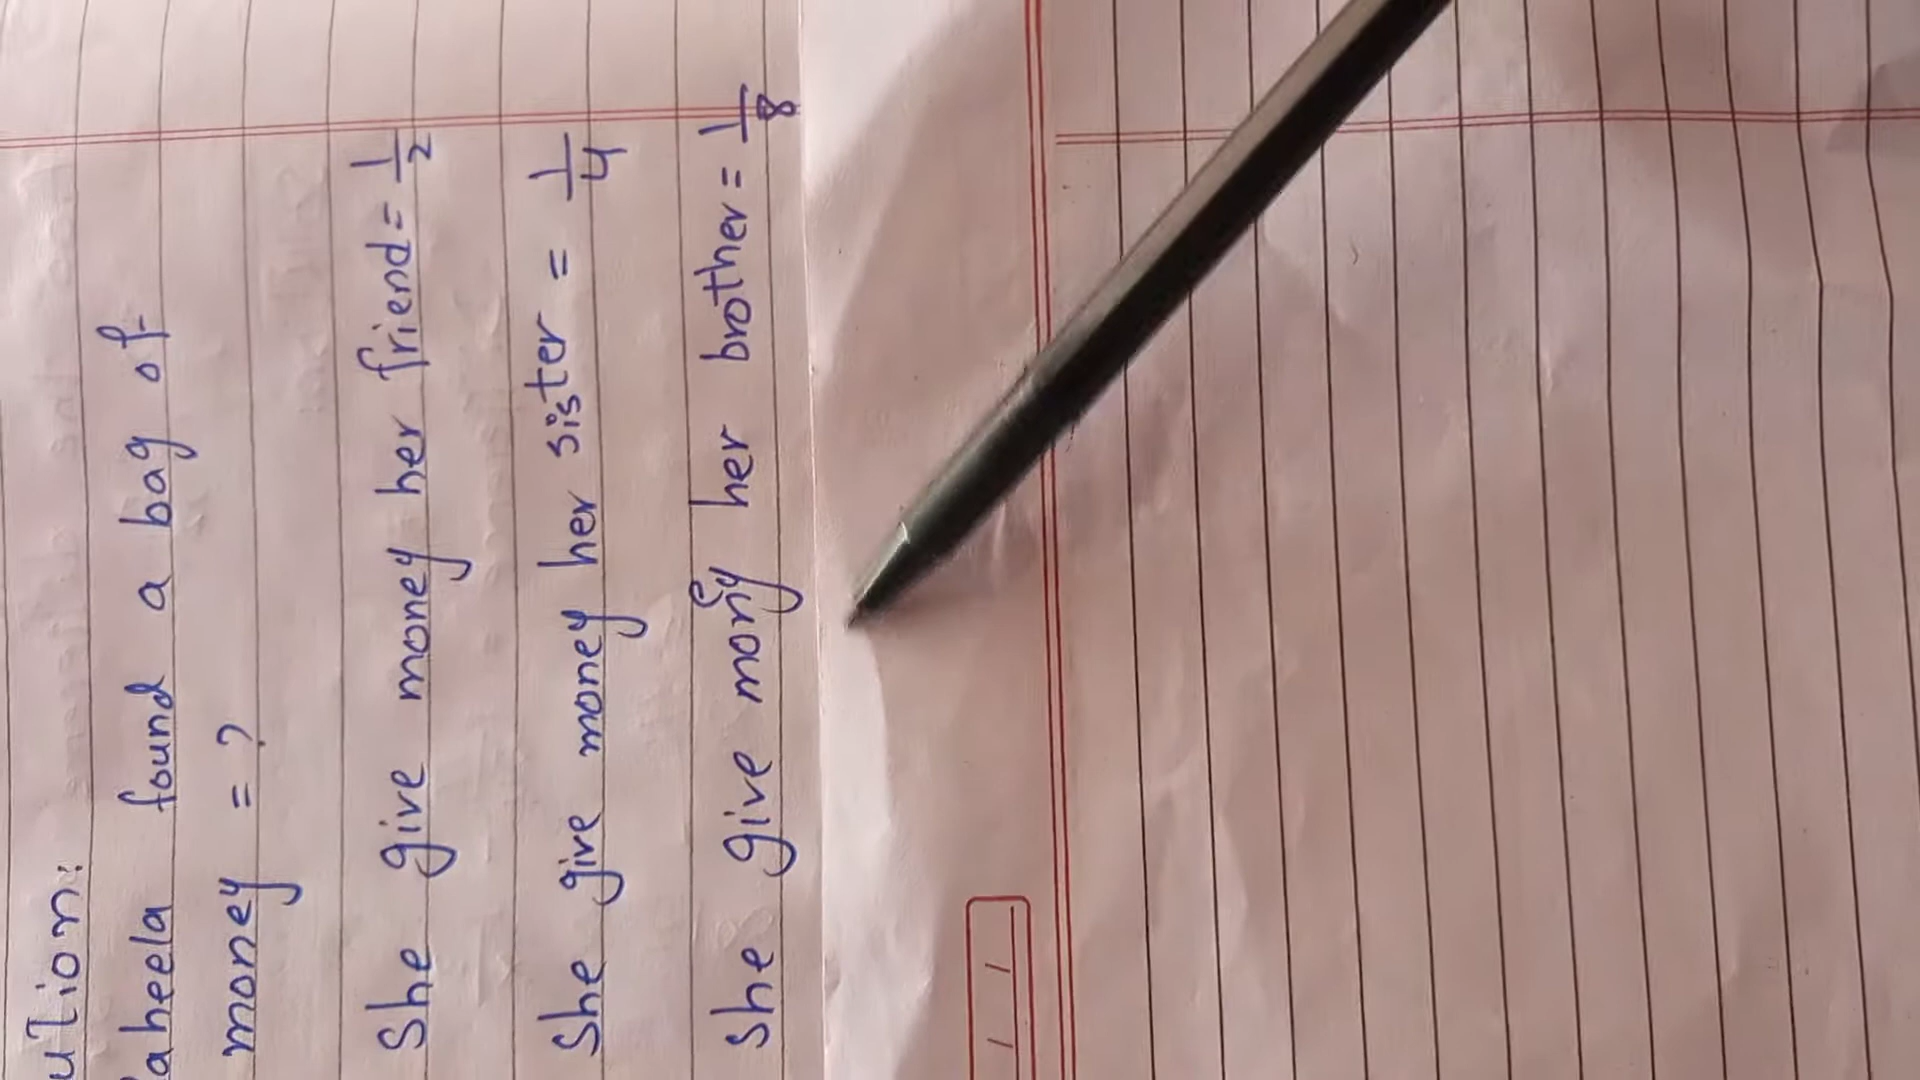 ution:
aheela found a bag of
money = ?
She give money her friend = 1/2
She give money her sister = 1/4
She give money her brother = 1/8